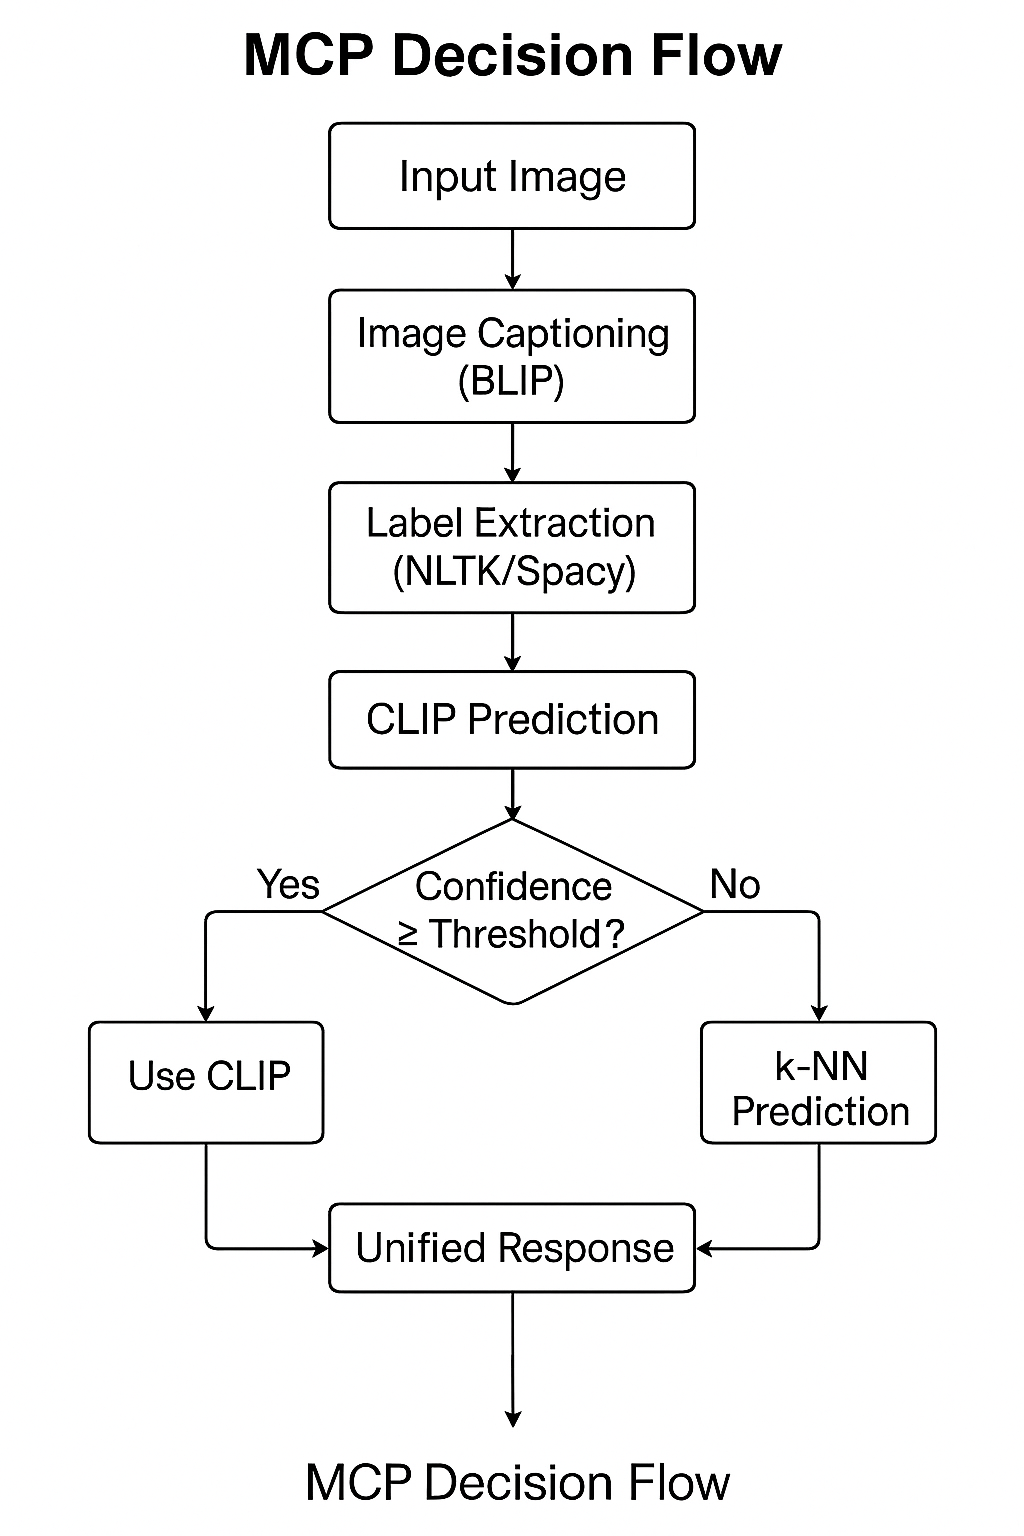 MCP Decision Flow
Input Image
Image Captioning
(BLIP)
Label Extraction
(NLTK/Spacy)
CLIP Prediction
Confidence
≥ Threshold?
Yes
No
Use CLIP
k-NN
Prediction
Unified Response
MCP Decision Flow